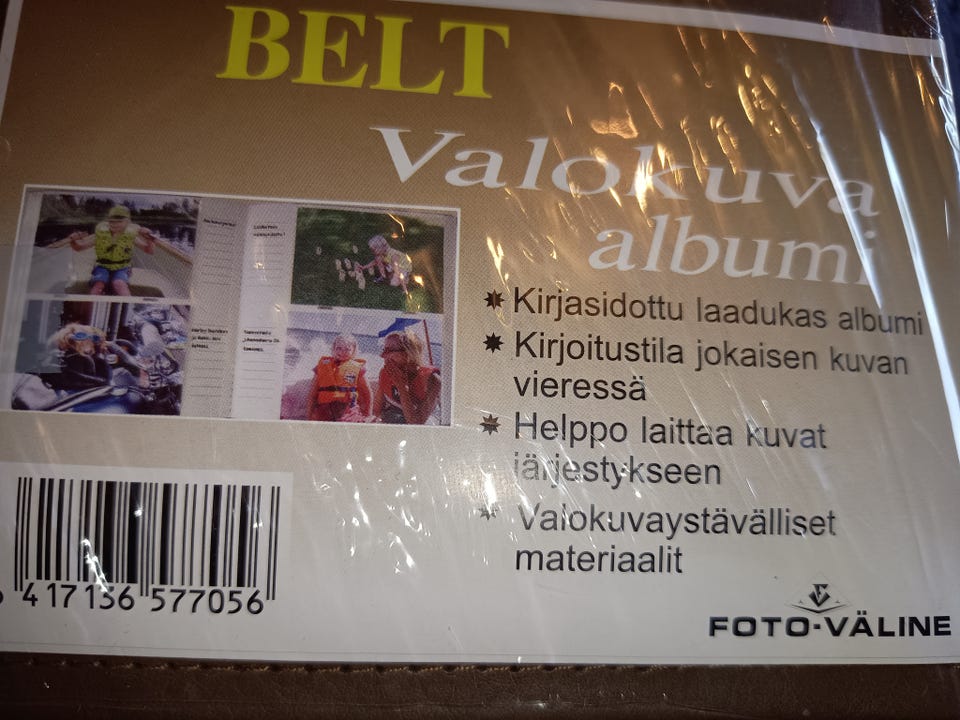 BELT
Valokuva
albumi
Kirjasidottu laadukas albumi
Kirjoitustila jokaisen kuvan
vieressä
Helppo laittaa kuvat
järjestykseen
Valokuvaystävälliset
materiaalit
417156 577056
FOTO-VÄLINE